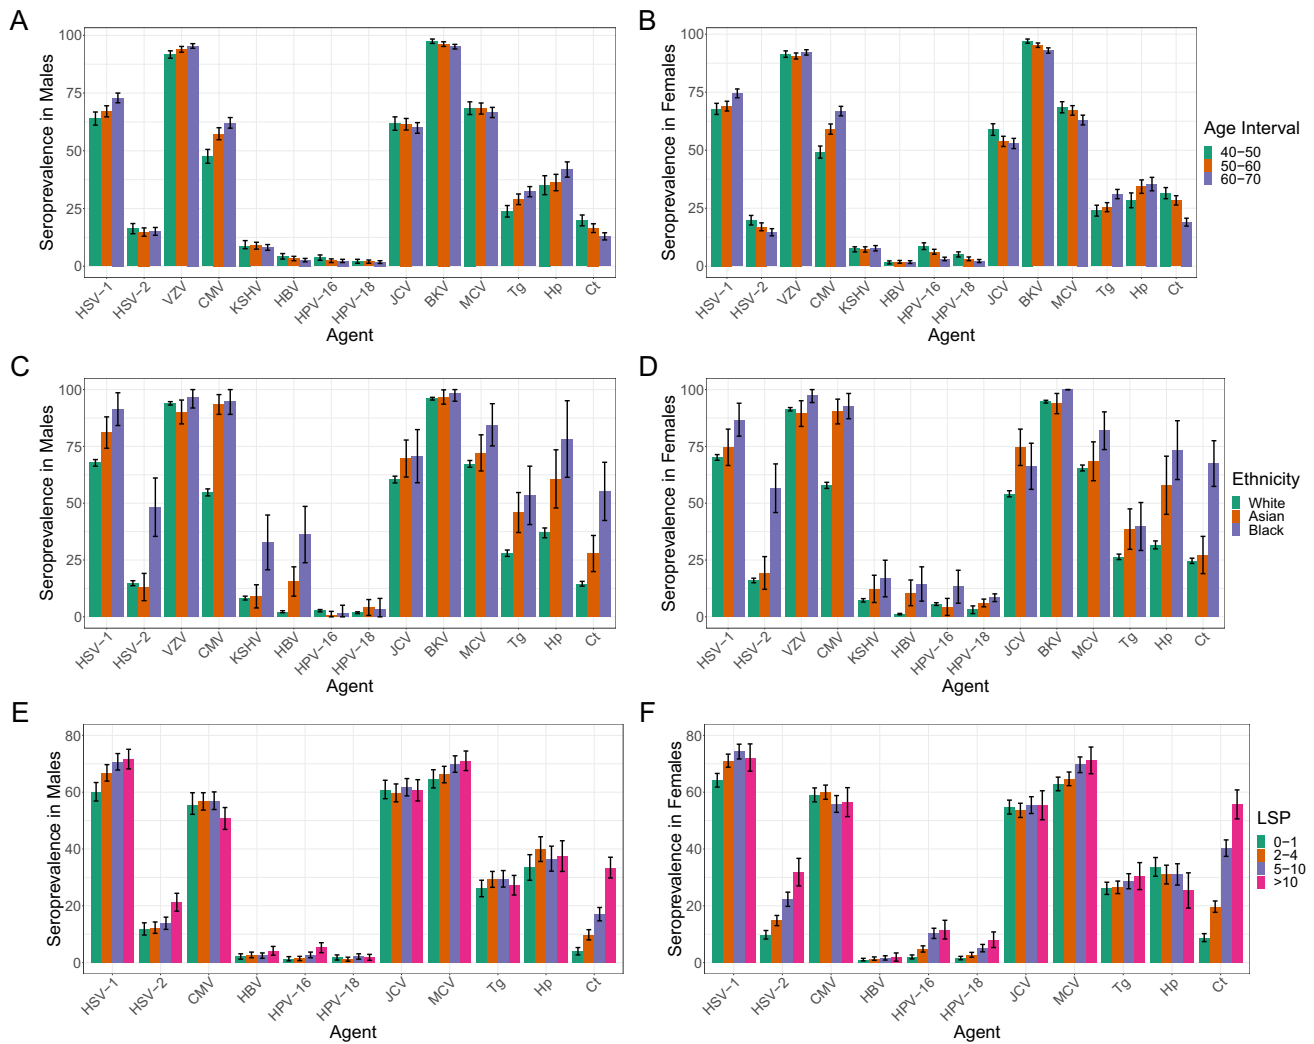 A
Seroprevalence in Males
100
75
50
25
0
HSV−1
HSV−2
VZV
CMV
KSHV
HBV
HPV−16
HPV−18
JCV
BKV
MCV
Tg
Hp
Ct
Agent
B
Seroprevalence in Females
100
75
50
25
0
HSV−1
HSV−2
VZV
CMV
KSHV
HBV
HPV−16
HPV−18
JCV
BKV
MCV
Tg
Hp
Ct
Agent
Age Interval
40−50
50−60
60−70
C
Seroprevalence in Males
100
75
50
25
0
HSV−1
HSV−2
VZV
CMV
KSHV
HBV
HPV−16
HPV−18
JCV
BKV
MCV
Tg
Hp
Ct
Agent
D
Seroprevalence in Females
100
75
50
25
0
HSV−1
HSV−2
VZV
CMV
KSHV
HBV
HPV−16
HPV−18
JCV
BKV
MCV
Tg
Hp
Ct
Agent
Ethnicity
White
Asian
Black
E
Seroprevalence in Males
80
60
40
20
0
HSV−1
HSV−2
CMV
HBV
HPV−16
HPV−18
JCV
MCV
Tg
Hp
Ct
Agent
F
Seroprevalence in Females
80
60
40
20
0
HSV−1
HSV−2
CMV
HBV
HPV−16
HPV−18
JCV
MCV
Tg
Hp
Ct
Agent
LSP
0−1
2−4
5−10
>10